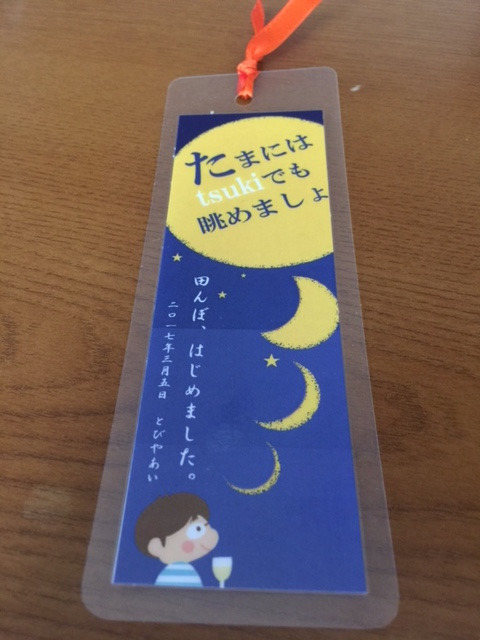 たまには
tsukiでも
眺めましょ
田んぼ、はじめました。
二〇一七年三月五日 とびやあい